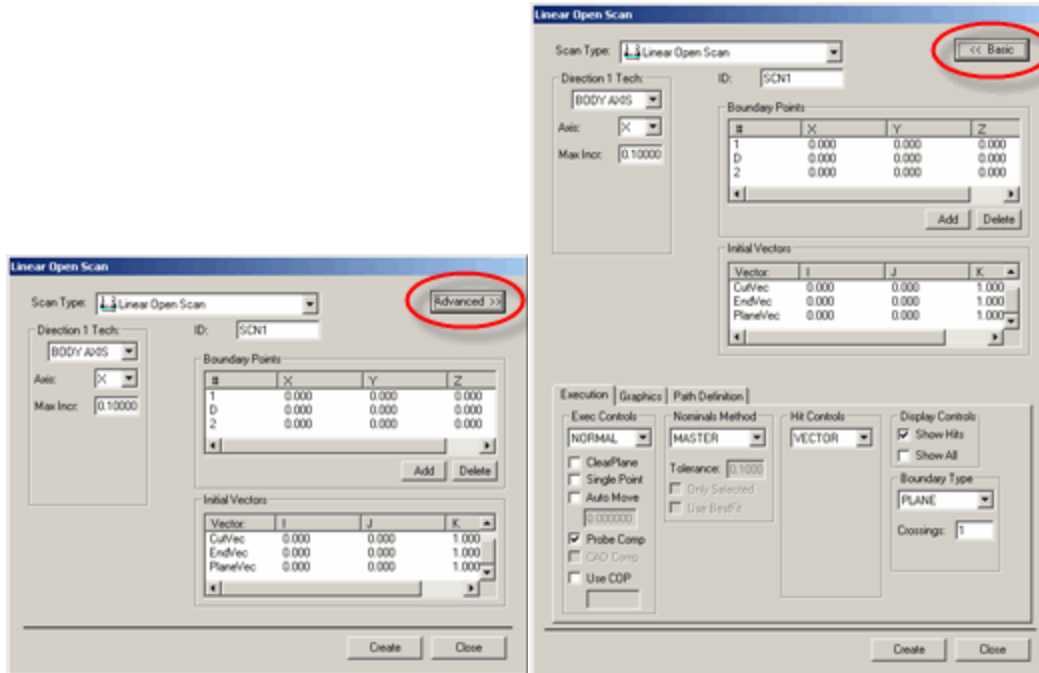 Linear Open Scan
Scan Type: Linear Open Scan
Advanced >>
Direction 1 Tech:
BODY AXIS
Axis: X
Max Incr: 0.10000
ID: SCN1
Boundary Points
# X Y Z
1 0.000 0.000 0.000
D 0.000 0.000 0.000
2 0.000 0.000 0.000
Add Delete
Initial Vectors
Vector: I J K
CutVec 0.000 0.000 1.000
EndVec 0.000 0.000 1.000
PlaneVec 0.000 0.000 1.000
Create Close
Linear Open Scan
Scan Type: Linear Open Scan
<< Basic
Direction 1 Tech:
BODY AXIS
Axis: X
Max Incr: 0.10000
ID: SCN1
Boundary Points
# X Y Z
1 0.000 0.000 0.000
D 0.000 0.000 0.000
2 0.000 0.000 0.000
Add Delete
Initial Vectors
Vector: I J K
CutVec 0.000 0.000 1.000
EndVec 0.000 0.000 1.000
PlaneVec 0.000 0.000 1.000
Execution Graphics Path Definition
Exec Controls
NORMAL
ClearPlane
Single Point
Auto Move
0.000000
Probe Comp
CAD Comp
Use COP
Nominals Method
MASTER
Tolerance: 0.1000
Only Selected
Use BestFit
Hit Controls
VECTOR
Display Controls
Show Hits
Show All
Boundary Type
PLANE
Crossings: 1
Create Close